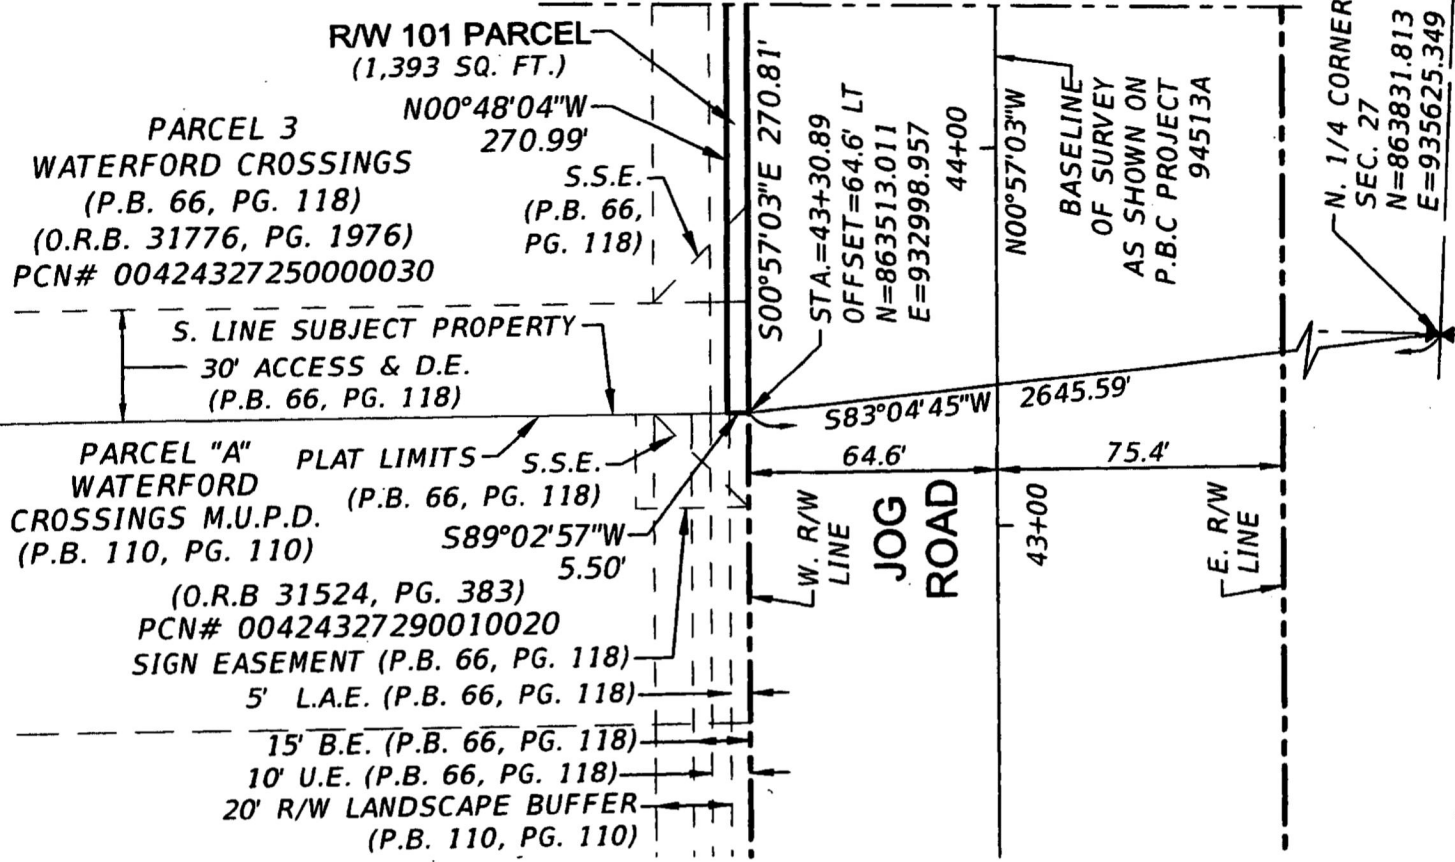 R/W 101 PARCEL
(1,393 SQ. FT.)
N00°48'04"W
270.99'
PARCEL 3
WATERFORD CROSSINGS
(P.B. 66, PG. 118)
(O.R.B. 31776, PG. 1976)
PCN# 00424327250000030
S.S.E.
(P.B. 66,
PG. 118)
S. LINE SUBJECT PROPERTY
30' ACCESS & D.E.
(P.B. 66, PG. 118)
S00°57'03"E 270.81'
STA.=43+30.89
OFFSET=64.6' LT
N=863513.011
E=932998.957
44+00
N00°57'03"W
BASELINE
OF SURVEY
AS SHOWN ON
P.B.C PROJECT
94513A
N. 1/4 CORNER
SEC. 27
N=863831.813
E=935625.349
S83°04'45"W 2645.59'
64.6'
75.4'
PARCEL "A"
WATERFORD
CROSSINGS M.U.P.D.
(P.B. 110, PG. 110)
PLAT LIMITS
S.S.E.
(P.B. 66, PG. 118)
S89°02'57"W
5.50'
(O.R.B 31524, PG. 383)
PCN# 00424327290010020
SIGN EASEMENT (P.B. 66, PG. 118)
5' L.A.E. (P.B. 66, PG. 118)
15' B.E. (P.B. 66, PG. 118)
10' U.E. (P.B. 66, PG. 118)
20' R/W LANDSCAPE BUFFER
(P.B. 110, PG. 110)
W. R/W
LINE
JOG
ROAD
43+00
E. R/W
LINE